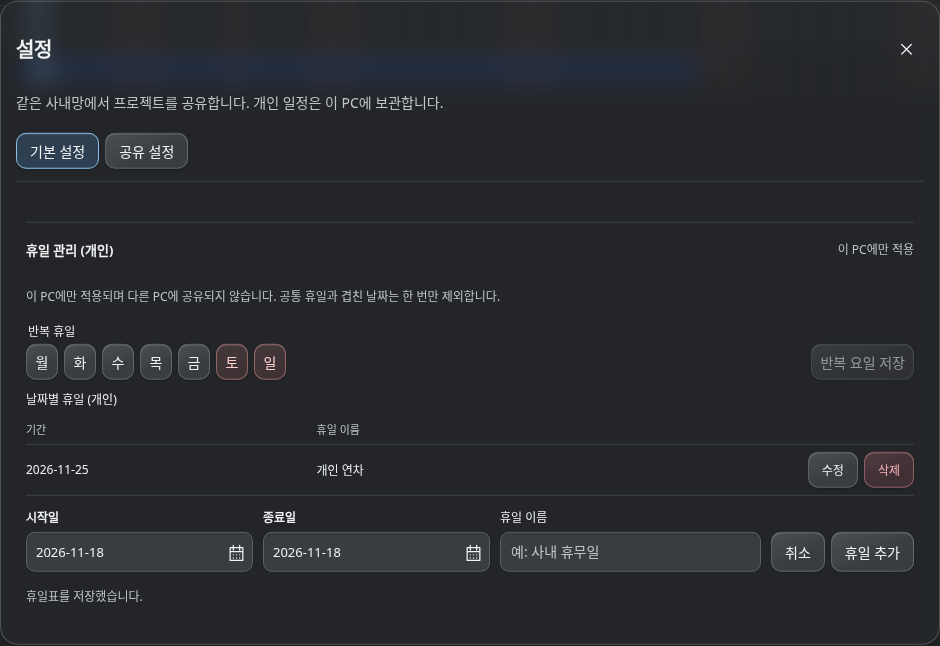 설정
같은 사내망에서 프로젝트를 공유합니다. 개인 일정은 이 PC에 보관합니다.
기본 설정 공유 설정
휴일 관리 (개인) 이 PC에만 적용
이 PC에만 적용되며 다른 PC에 공유되지 않습니다. 공통 휴일과 겹친 날짜는 한 번만 제외합니다.
반복 휴일
월 화 수 목 금 토 일 반복 요일 저장
날짜별 휴일 (개인)
기간 휴일 이름
2026-11-25 개인 연차 수정 삭제
시작일 종료일 휴일 이름
2026-11-18 2026-11-18 예: 사내 휴무일 취소 휴일 추가
휴일표를 저장했습니다.